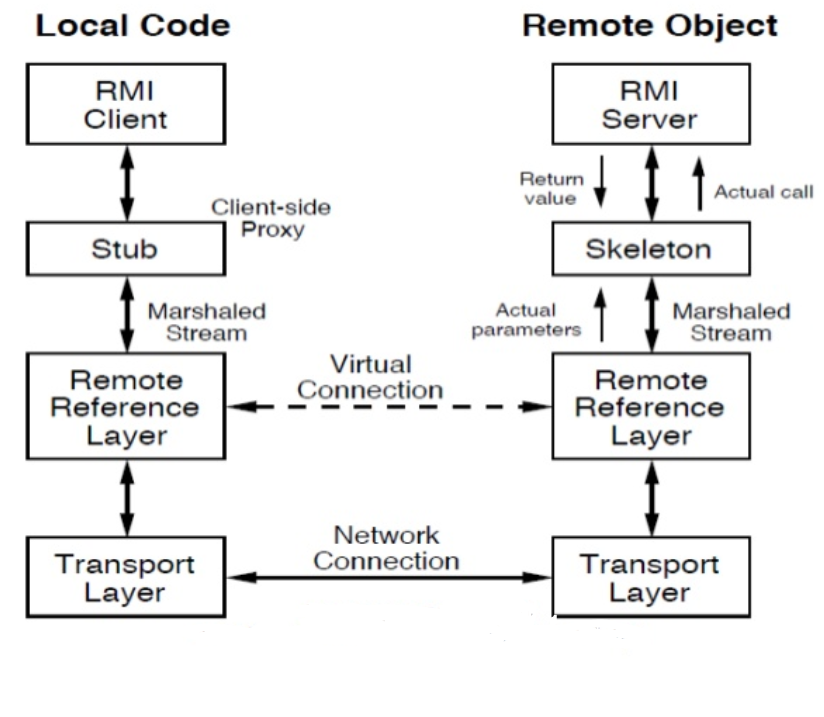 Local Code
Remote Object
RMI
Client
RMI
Server
Return
value
Actual call
Client-side
Proxy
Stub
Skeleton
Marshaled
Stream
Actual
parameters
Marshaled
Stream
Virtual
Connection
Remote
Reference
Layer
Remote
Reference
Layer
Network
Connection
Transport
Layer
Transport
Layer